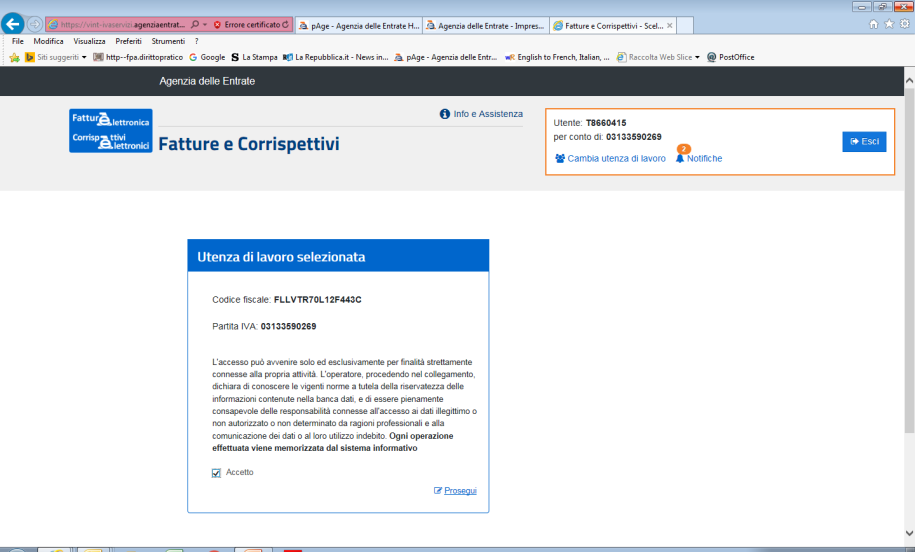 https://vint-ivaservizi.agenziaentrat... Errore certificato
pAge - Agenzia delle Entrate H...
Agenzia delle Entrate - Impres...
Fatture e Corrispettivi - Scel...
File Modifica Visualizza Preferiti Strumenti ?
Siti suggeriti http--fpa.dirittopratico Google La Stampa La Repubblica.it - News in... pAge - Agenzia delle Entr... English to French, Italian, ... Raccolta Web Slice PostOffice
Agenzia delle Entrate
Fattura elettronica
Corrispettivi elettronici
Fatture e Corrispettivi
Info e Assistenza
Utente: T8660415
per conto di: 03133590269
Cambia utenza di lavoro 2 Notifiche
Esci
Utenza di lavoro selezionata
Codice fiscale: FLLVTR70L12F443C
Partita IVA: 03133590269
L'accesso può avvenire solo ed esclusivamente per finalità strettamente
connesse alla propria attività. L'operatore, procedendo nel collegamento,
dichiara di conoscere le vigenti norme a tutela della riservatezza delle
informazioni contenute nella banca dati, e di essere pienamente
consapevole delle responsabilità connesse all'accesso ai dati illegittimo o
non autorizzato o non determinato da ragioni professionali e alla
comunicazione dei dati o al loro utilizzo indebito. Ogni operazione
effettuata viene memorizzata dal sistema informativo
Accetto
Prosegui